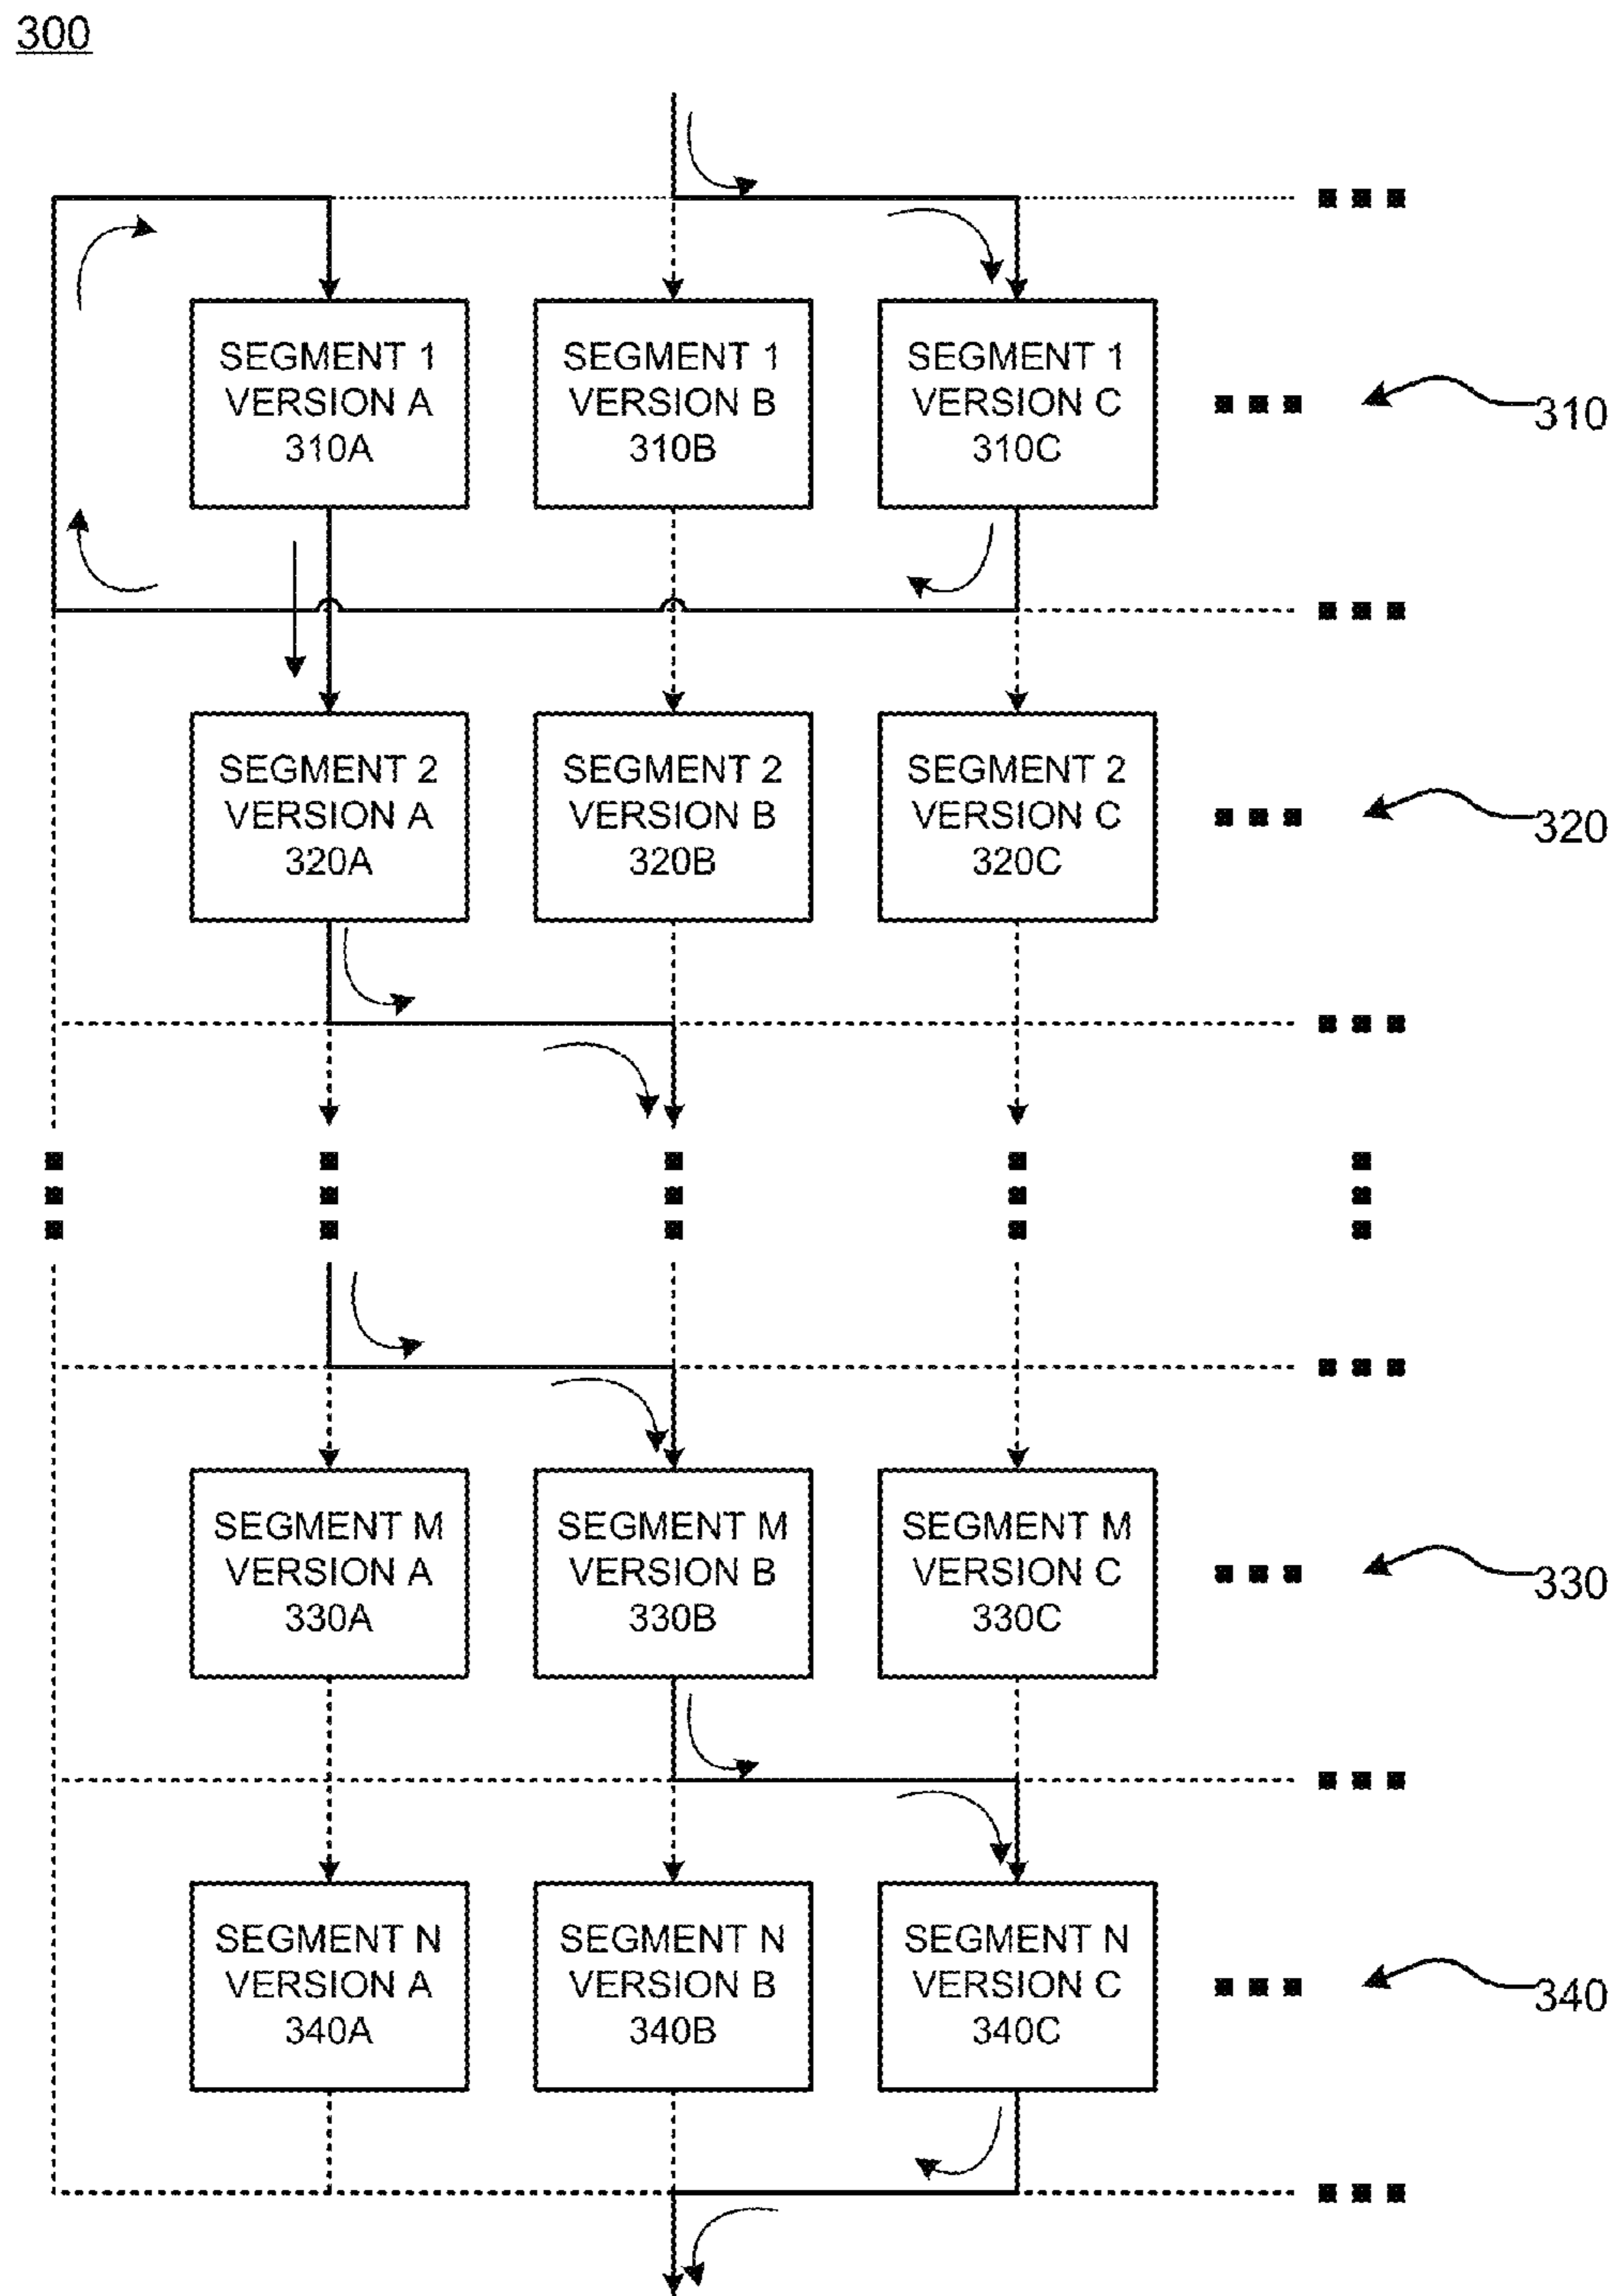 300
SEGMENT 1
VERSION A
310A
SEGMENT 1
VERSION B
310B
SEGMENT 1
VERSION C
310C
310
SEGMENT 2
VERSION A
320A
SEGMENT 2
VERSION B
320B
SEGMENT 2
VERSION C
320C
320
SEGMENT M
VERSION A
330A
SEGMENT M
VERSION B
330B
SEGMENT M
VERSION C
330C
330
SEGMENT N
VERSION A
340A
SEGMENT N
VERSION B
340B
SEGMENT N
VERSION C
340C
340